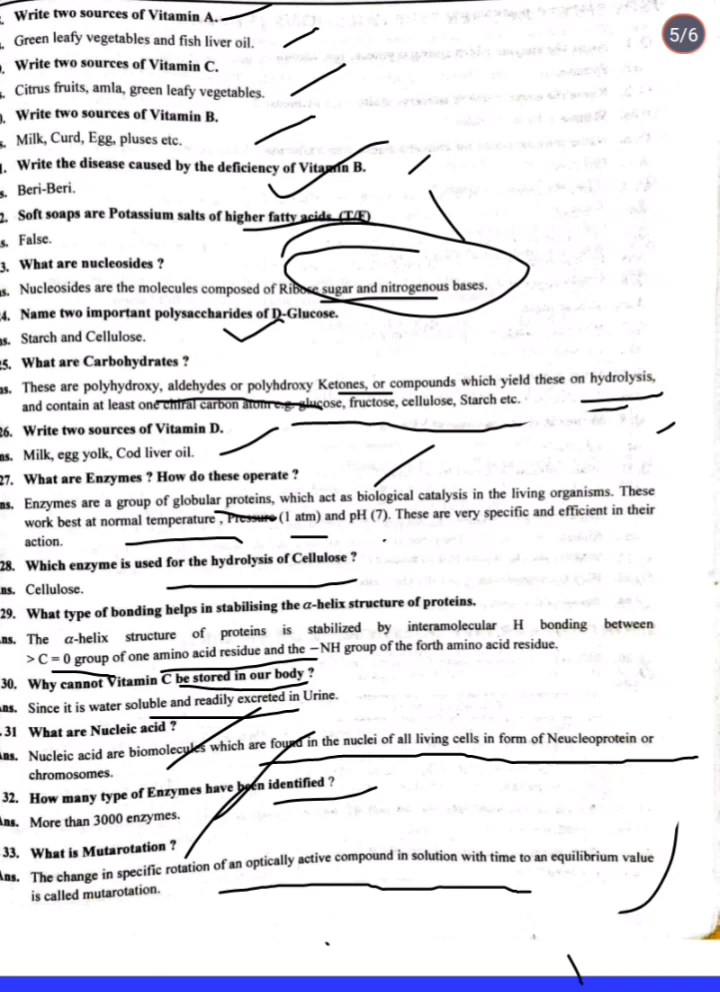 Write two sources of Vitamin A.
5/6
Green leafy vegetables and fish liver oil.
Write two sources of Vitamin C.
Citrus fruits, amla, green leafy vegetables.
Write two sources of Vitamin B.
Milk, Curd, Egg, pluses etc.
Write the disease caused by the deficiency of Vitamin B.
Beri-Beri.
2. Soft soaps are Potassium salts of higher fatty acids. (T/F)
s. False.
3. What are nucleosides ?
ns. Nucleosides are the molecules composed of Ribose sugar and nitrogenous bases.
4. Name two important polysaccharides of D-Glucose.
ns. Starch and Cellulose.
25. What are Carbohydrates ?
ns. These are polyhydroxy, aldehydes or polyhdroxy Ketones, or compounds which yield these on hydrolysis,
and contain at least one chiral carbon atom e.g. glucose, fructose, cellulose, Starch etc.
26. Write two sources of Vitamin D.
ns. Milk, egg yolk, Cod liver oil.
27. What are Enzymes ? How do these operate ?
ns. Enzymes are a group of globular proteins, which act as biological catalysis in the living organisms. These
work best at normal temperature , Pressure (1 atm) and pH (7). These are very specific and efficient in their
action.
28. Which enzyme is used for the hydrolysis of Cellulose ?
ns. Cellulose.
29. What type of bonding helps in stabilising the α-helix structure of proteins.
ns. The α-helix structure of proteins is stabilized by interamolecular H bonding between
> C = 0 group of one amino acid residue and the –NH group of the forth amino acid residue.
30. Why cannot Vitamin C be stored in our body ?
Ans. Since it is water soluble and readily excreted in Urine.
.31 What are Nucleic acid ?
Ans. Nucleic acid are biomolecules which are found in the nuclei of all living cells in form of Neucleoprotein or
chromosomes.
32. How many type of Enzymes have been identified ?
Ans. More than 3000 enzymes.
33. What is Mutarotation ?
Ans. The change in specific rotation of an optically active compound in solution with time to an equilibrium value
is called mutarotation.